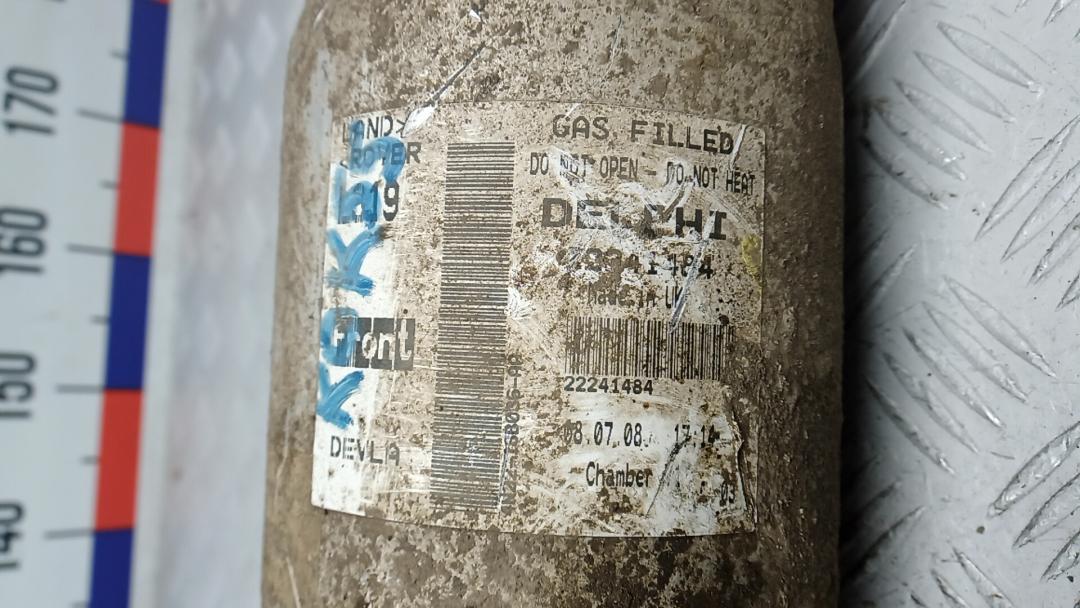 LAND
ROVER
Front
DEVLA
GAS FILLED
DO NOT OPEN - DO NOT HEAT
DELPHI
Made in UK
22241484
08.07.08
Chamber
170
160
150
140